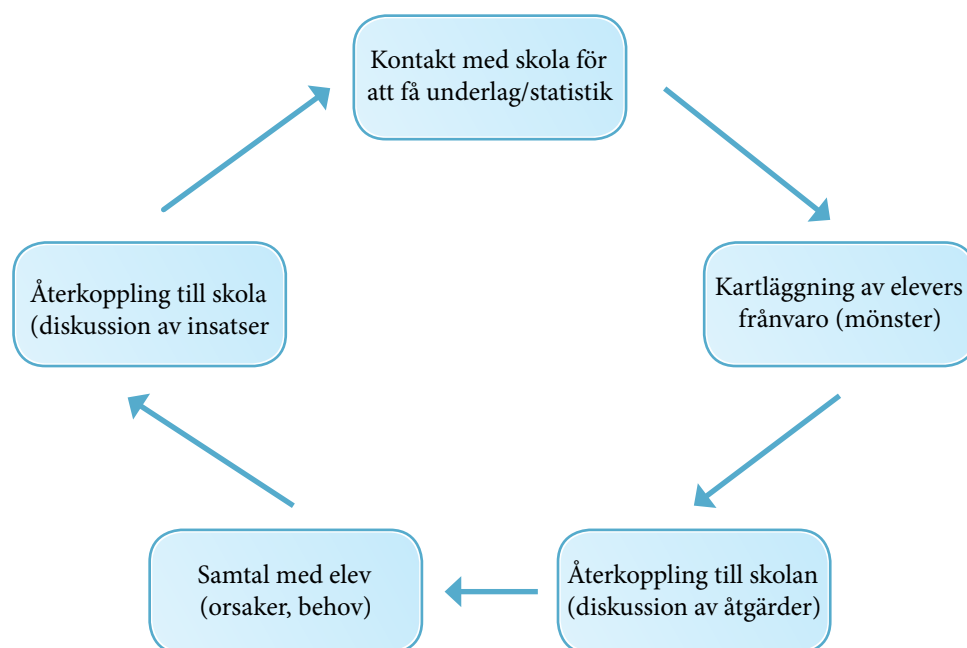 Kontakt med skola för
att få underlag/statistik
Kartläggning av elevers
frånvaro (mönster)
Återkoppling till skolan
(diskussion av åtgärder)
Samtal med elev
(orsaker, behov)
Återkoppling till skola
(diskussion av insatser